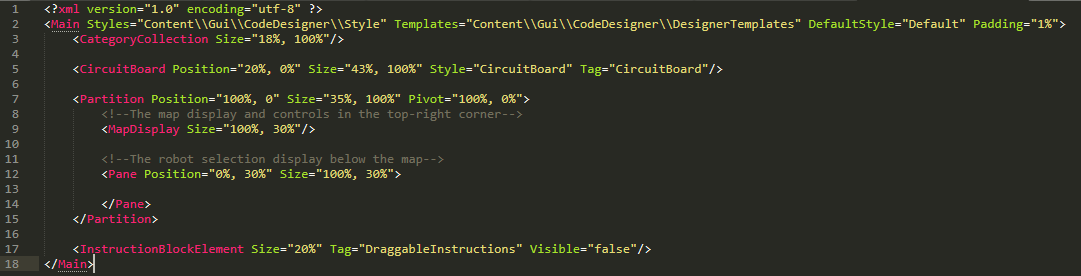 1 <?xml version="1.0" encoding="utf-8" ?>
2 <Main Styles="Content\\Gui\\CodeDesigner\\Style" Templates="Content\\Gui\\CodeDesigner\\DesignerTemplates" DefaultStyle="Default" Padding="1%">
3     <CategoryCollection Size="18%, 100%"/>
4
5     <CircuitBoard Position="20%, 0%" Size="43%, 100%" Style="CircuitBoard" Tag="CircuitBoard"/>
6
7     <Partition Position="100%, 0" Size="35%, 100%" Pivot="100%, 0%">
8         <!--The map display and controls in the top-right corner-->
9         <MapDisplay Size="100%, 30%"/>
10
11         <!--The robot selection display below the map-->
12         <Pane Position="0%, 30%" Size="100%, 30%">
13
14         </Pane>
15     </Partition>
16
17     <InstructionBlockElement Size="20%" Tag="DraggableInstructions" Visible="false"/>
18 </Main>